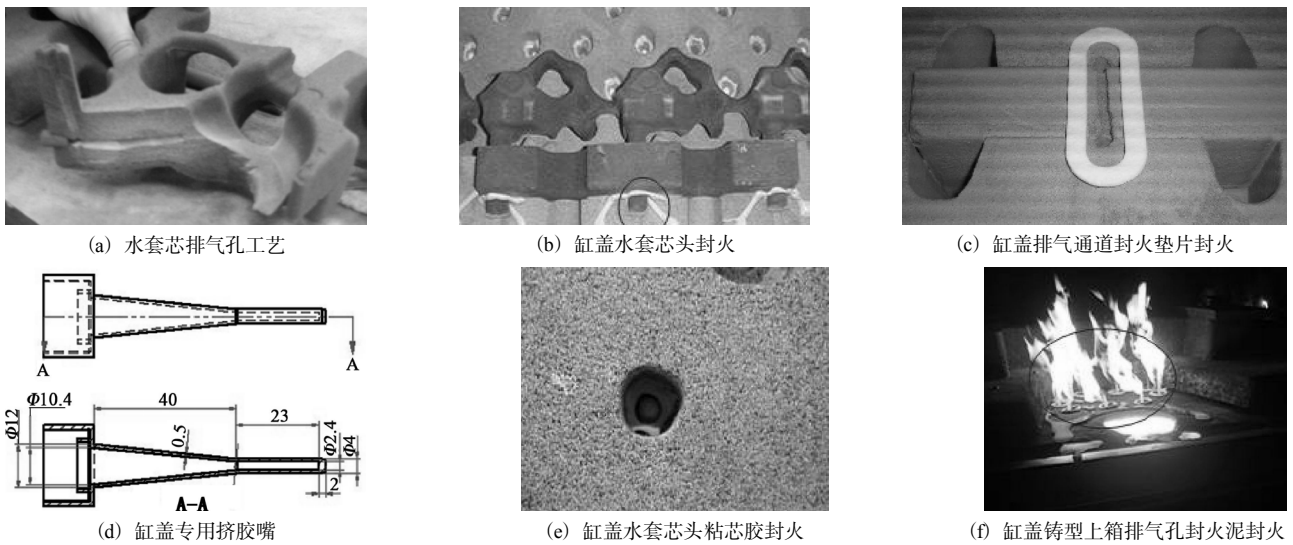 (a) 水套芯排气孔工艺
(b) 缸盖水套芯头封火
(c) 缸盖排气通道封火垫片封火
A
A
Φ12
Φ10.4
40
0.5
23
Φ2.4
Φ4
2
A-A
(d) 缸盖专用挤胶嘴
(e) 缸盖水套芯头粘芯胶封火
(f) 缸盖铸型上箱排气孔封火泥封火